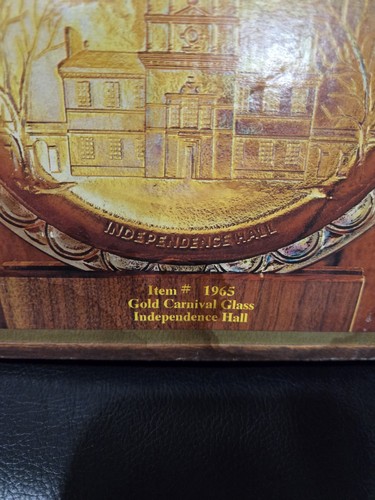 INDEPENDENCE HALL
Item # 1965
Gold Carnival Glass
Independence Hall